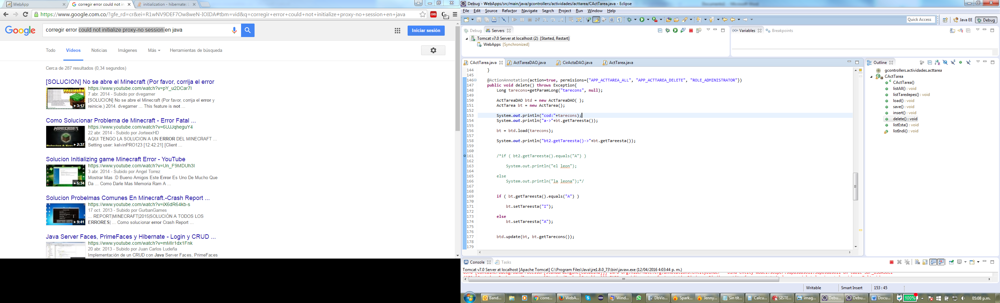 WebApp
corregir error could not in
initialization - hibernate: l
https://www.google.com.co/?gfe_rd=cr&ei=R1wNV9DEF7Ow8weN-IOIDA#tbm=vid&q=corregir+error+could+not+initialize+proxy-no+session+en+java
Google
corregir error could not initialize proxy-no session en java
Iniciar sesión
Todo
Vídeos
Noticias
Imágenes
Más
Herramientas de búsqueda
Cerca de 287 resultados (0,34 segundos)
[SOLUCION] No se abre el Minecraft (Por favor, corrija el error
https://www.youtube.com/watch?v=pY_u2DCar7I
7 abr. 2014 - Subido por dvegamer
[SOLUCION] No se abre el Minecraft (Por favor, corrija el error y
reinicie.) 2014. dvegamer ... This feature is not ...
SOLUCIÓN
3:17
Como Solucionar Problema de Minecraft - Error Fatal ...
https://www.youtube.com/watch?v=6UJJqheguY4
22 abr. 2014 - Subido por JorteexHD
AQUI TENGO LA SOLUCION A UN ERROR DEL MINECRAFT ...
Setting user: kelvinPRO123 [12:42:21] [Client ...
MINECRAFT
2:37
Solucion Initializing game Minecraft Error - YouTube
https://www.youtube.com/watch?v=Un_F9MDUh3I
3 abr. 2014 - Subido por Angel Torrez
Mostrar Mas :D Bueno Amigos Este Error Es Uno De Mucho Que
Da ... Como Darle Mas Memoria Ram A ...
5:34
Solucion Probelmas Comunes En Minecraft.-Crash Report ...
https://www.youtube.com/watch?v=iX6dR64kb-s
17 oct. 2013 - Subido por GurbanGames
... REPORT|MINECRAFT|2015|SOLUCIÓN A TODOS LOS
ERRORES| ... Como solucionar error Crash Report ...
9:41
Java Server Faces, PrimeFaces y Hibernate - Login y CRUD ...
https://www.youtube.com/watch?v=mMIr1dx1Fnk
20 abr. 2013 - Subido por Juan Carlos Ludeña
Implementación de un CRUD con Java Server Faces, PrimeFaces
Debug - WebApps/src/main/java/gcontrollers/actividades/acttarea/CActTarea.java - Eclipse
File Edit Source Refactor Navigate Search Project Run Window Help
Quick Access
Java EE
Debug
Debug
Servers
Tomcat v7.0 Server at localhost (2) [Started, Restart]
WebApps [Synchronized]
(x)= Variables
Breakpoints
CActTarea.java
ActTareaDAO.java
CirActaDAO.java
ActTarea.java
144 }
145
146 @ActionAnnotation(action=true, permisions={"APP_ACTTAREA_ALL", "APP_ACTTAREA_DELETE", "ROLE_ADMINISTRATOR"})
147 public void delete() throws Exception{
148 Long tarecons=getParamLong("tarecons", null);
149
150 ActTareaDAO btd = new ActTareaDAO( );
151 ActTarea bt = new ActTarea();
152
153 System.out.println("cod:"+tarecons);
154 System.out.println("a->"+bt.getTareesta());
155
156 bt = btd.load(tarecons);
157
158 System.out.println("bt2.getTareesta()->"+bt.getTareesta());
159
160
161 /*if ( bt2.getTareesta().equals("A") )
162
163 System.out.println("el leon");
164
165 else
166 System.out.println("la leona");*/
167
168
169 if ( bt.getTareesta().equals("A") )
170
171 bt.setTareesta("I");
172
173 else
174 bt.setTareesta("A");
175
176
177 btd.update(bt, bt.getTarecons());
178
179
Outline
gcontrollers.actividades.acttarea
CActTarea
CActTarea()
listAll() : void
listTaredepes() : void
load() : void
save() : void
insert() : void
delete() : void
listEsta() : void
listIndi() : void
Console
Tasks
Tomcat v7.0 Server at localhost [Apache Tomcat] C:\Program Files\Java\jre1.8.0_73\bin\javaw.exe (12/04/2016 4:03:44 p. m.)
Writable
Smart Insert
153 : 45
Band...
corre...
WebA...
Wind...
DbVis...
Spark...
Jenny...
Sin tít...
Calcu...
SISTE...
imag...
Debu...
Debu...
Docu...
100%
05:08 p.m.